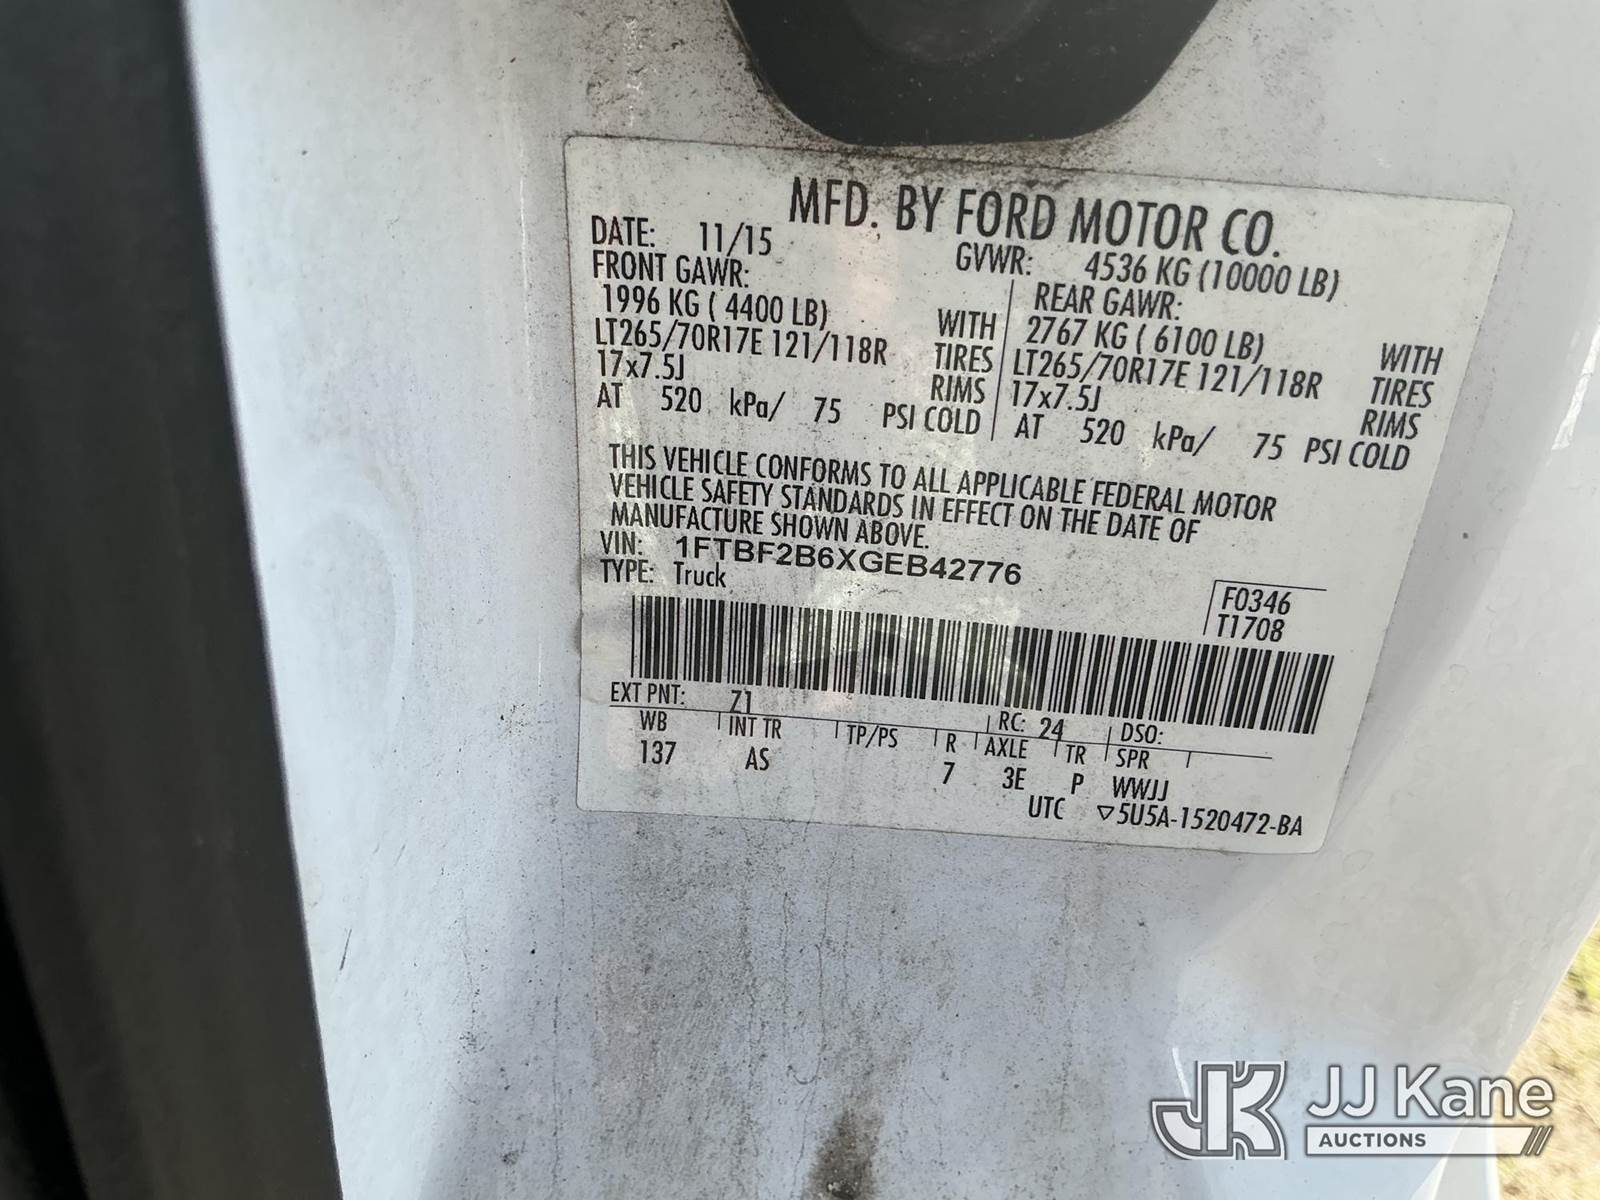 MFD. BY FORD MOTOR CO.
DATE: 11/15 GVWR: 4536 KG (10000 LB)
FRONT GAWR: REAR GAWR:
1996 KG ( 4400 LB) WITH 2767 KG ( 6100 LB) WITH
LT265/70R17E 121/118R TIRES LT265/70R17E 121/118R TIRES
17x7.5J RIMS 17x7.5J RIMS
AT 520 kPa/ 75 PSI COLD AT 520 kPa/ 75 PSI COLD
THIS VEHICLE CONFORMS TO ALL APPLICABLE FEDERAL MOTOR
VEHICLE SAFETY STANDARDS IN EFFECT ON THE DATE OF
MANUFACTURE SHOWN ABOVE.
VIN: 1FTBF2B6XGEB42776
TYPE: Truck
F0346
T1708
EXT PNT: Z1 RC: 24 DSO:
WB INT TR TP/PS R AXLE TR SPR
137 AS 7 3E P WWJJ
UTC ▽5U5A-1520472-BA
JK JJ Kane
AUCTIONS